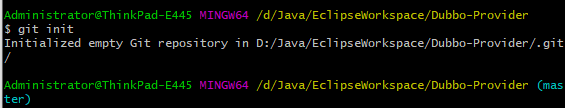 Administrator@ThinkPad-E445 MINGW64 /d/Java/EclipseWorkspace/Dubbo-Provider
$ git init
Initialized empty Git repository in D:/Java/EclipseWorkspace/Dubbo-Provider/.git
/
Administrator@ThinkPad-E445 MINGW64 /d/Java/EclipseWorkspace/Dubbo-Provider (mas
ter)